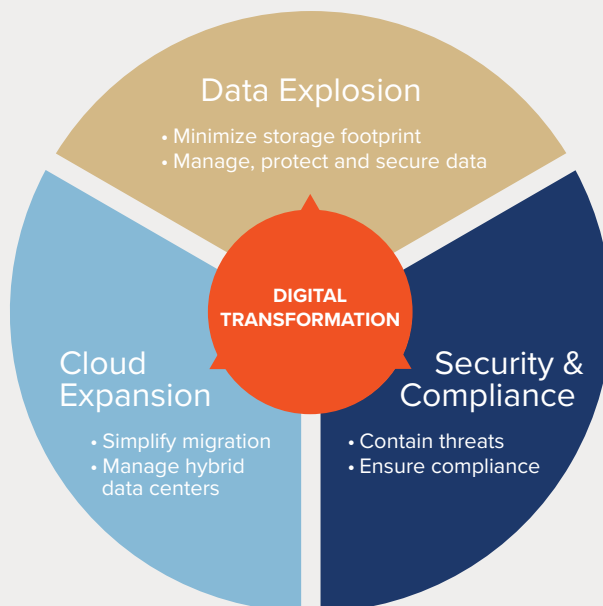 Data Explosion
• Minimize storage footprint
• Manage, protect and secure data
DIGITAL
TRANSFORMATION
Cloud
Expansion
• Simplify migration
• Manage hybrid
data centers
Security &
Compliance
• Contain threats
• Ensure compliance